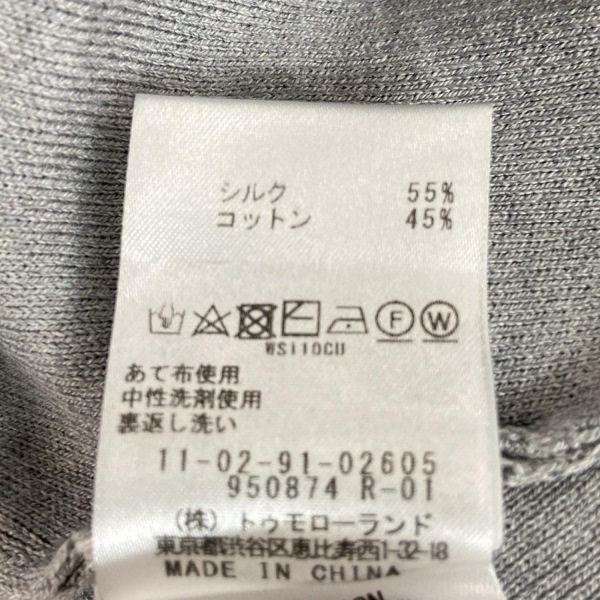 シルク 55%
コットン 45%
F W
WS110CU
あて布使用
中性洗剤使用
裏返し洗い
11-02-91-02605
950874 R-01
(株) トゥモローランド
東京都渋谷区恵比寿西1-32-18
MADE IN CHINA